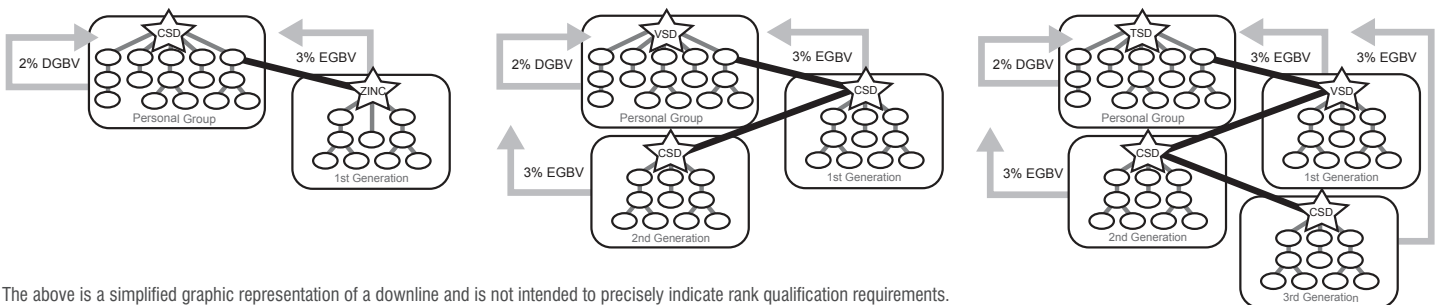 CSD
2% DGBV
3% EGBV
ZINC
Personal Group
1st Generation
VSD
2% DGBV
3% EGBV
CSD
Personal Group
CSD
1st Generation
3% EGBV
2nd Generation
TSD
2% DGBV
3% EGBV
3% EGBV
VSD
Personal Group
CSD
1st Generation
3% EGBV
CSD
2nd Generation
3rd Generation
The above is a simplified graphic representation of a downline and is not intended to precisely indicate rank qualification requirements.